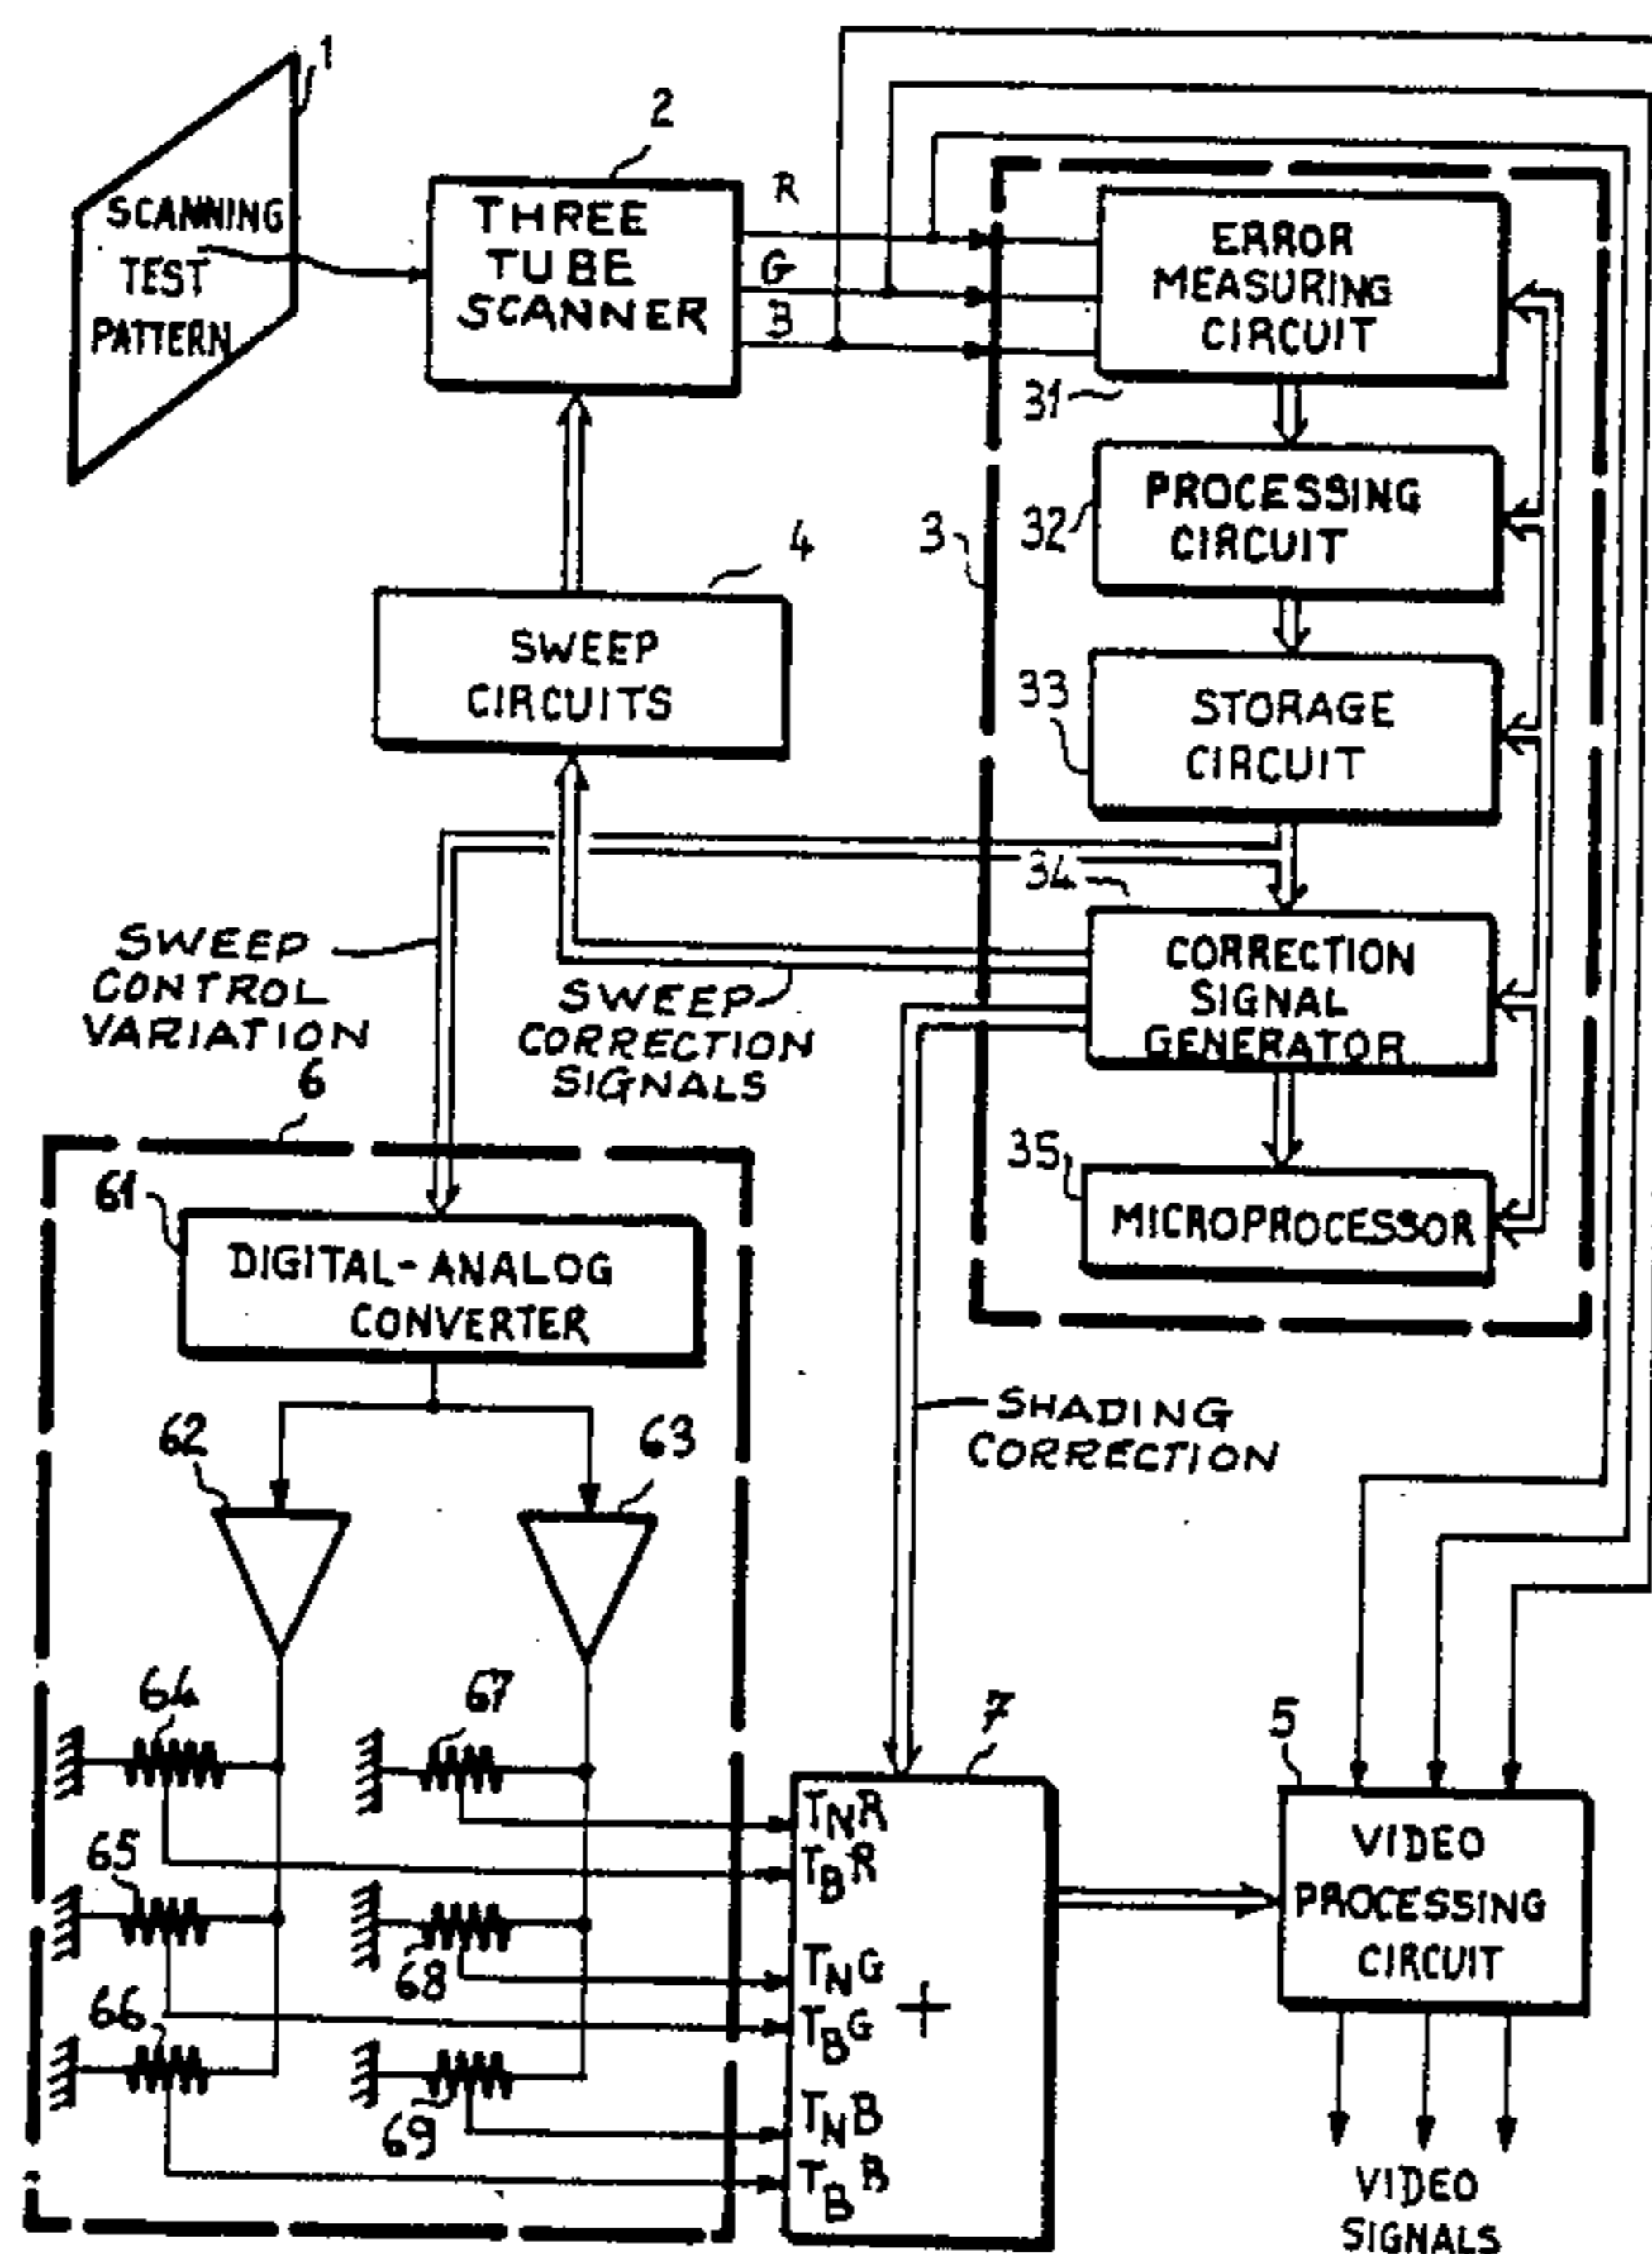 1
SCANNING
TEST
PATTERN
2
THREE
TUBE
SCANNER
R
G
B
ERROR
MEASURING
CIRCUIT
31
PROCESSING
CIRCUIT
32
3
4
SWEEP
CIRCUITS
33
STORAGE
CIRCUIT
34
CORRECTION
SIGNAL
GENERATOR
SWEEP
CONTROL
VARIATION
SWEEP
CORRECTION
SIGNALS
35
MICROPROCESSOR
6
61
DIGITAL-ANALOG
CONVERTER
SHADING
CORRECTION
62
63
64
67
65
68
66
69
7
TNR
TBR
TNG
TBG
TNB
TBB
+
5
VIDEO
PROCESSING
CIRCUIT
VIDEO
SIGNALS